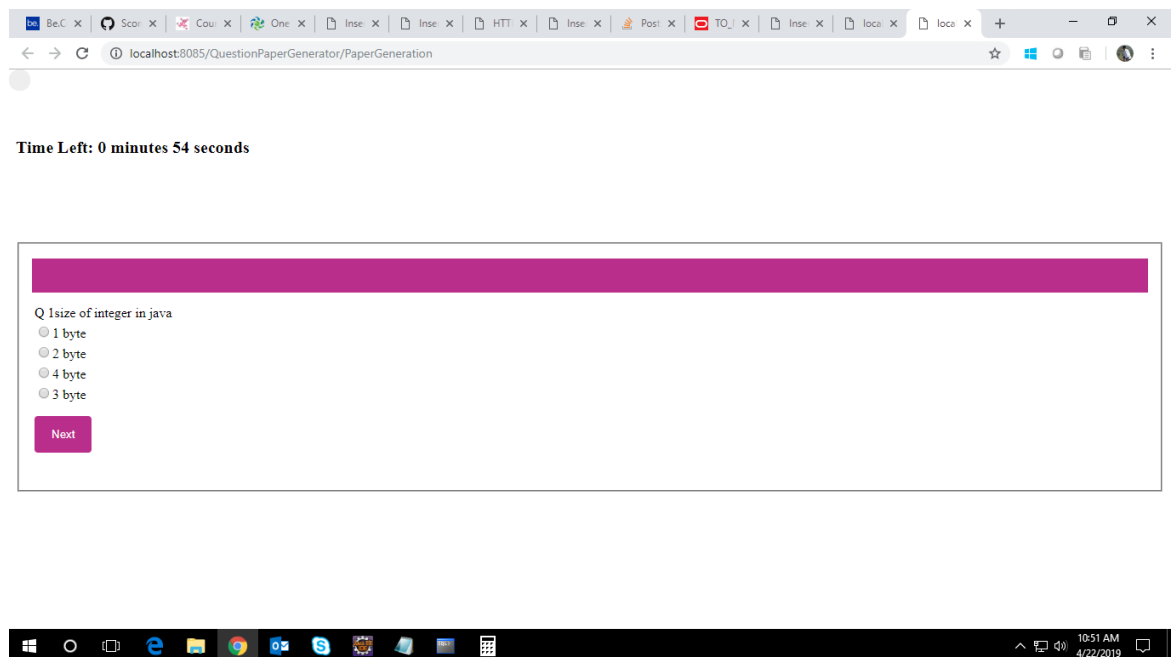 be. Be.C
Scor
Cour
One
Inse
Inse
HTT
Inse
Post
TO_
Inse
loca
loca
localhost:8085/QuestionPaperGenerator/PaperGeneration
Time Left: 0 minutes 54 seconds
Q 1size of integer in java
1 byte
2 byte
4 byte
3 byte
Next
10:51 AM
4/22/2019